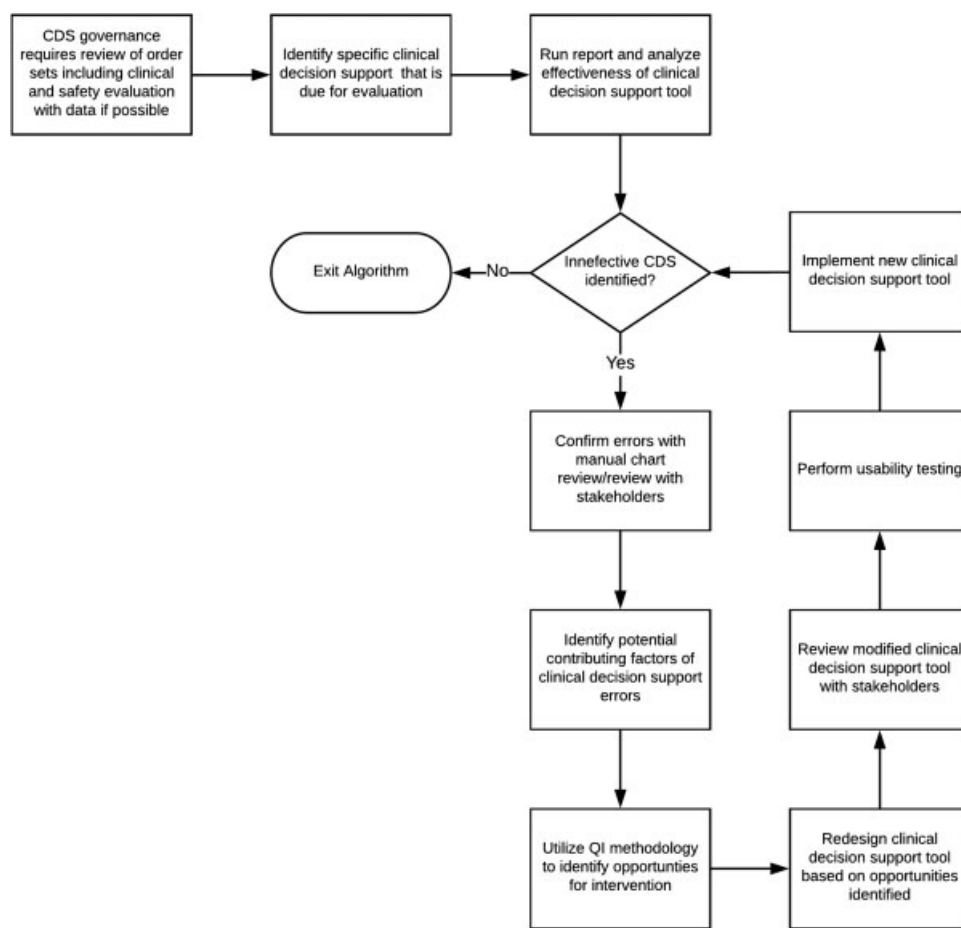 CDS governance
requires review of order
sets including clinical
and safety evaluation
with data if possible
Identify specific clinical
decision support that is
due for evaluation
Run report and analyze
effectiveness of clinical
decision support tool
Exit Algorithm
No
Innefective CDS
identified?
Implement new clinical
decision support tool
Yes
Confirm errors with
manual chart
review/review with
stakeholders
Perform usability testing
Identify potential
contributing factors of
clinical decision support
errors
Review modified clinical
decision support tool
with stakeholders
Utilize QI methodology
to identify opportunties
for intervention
Redesign clinical
decision support tool
based on opportunities
identified